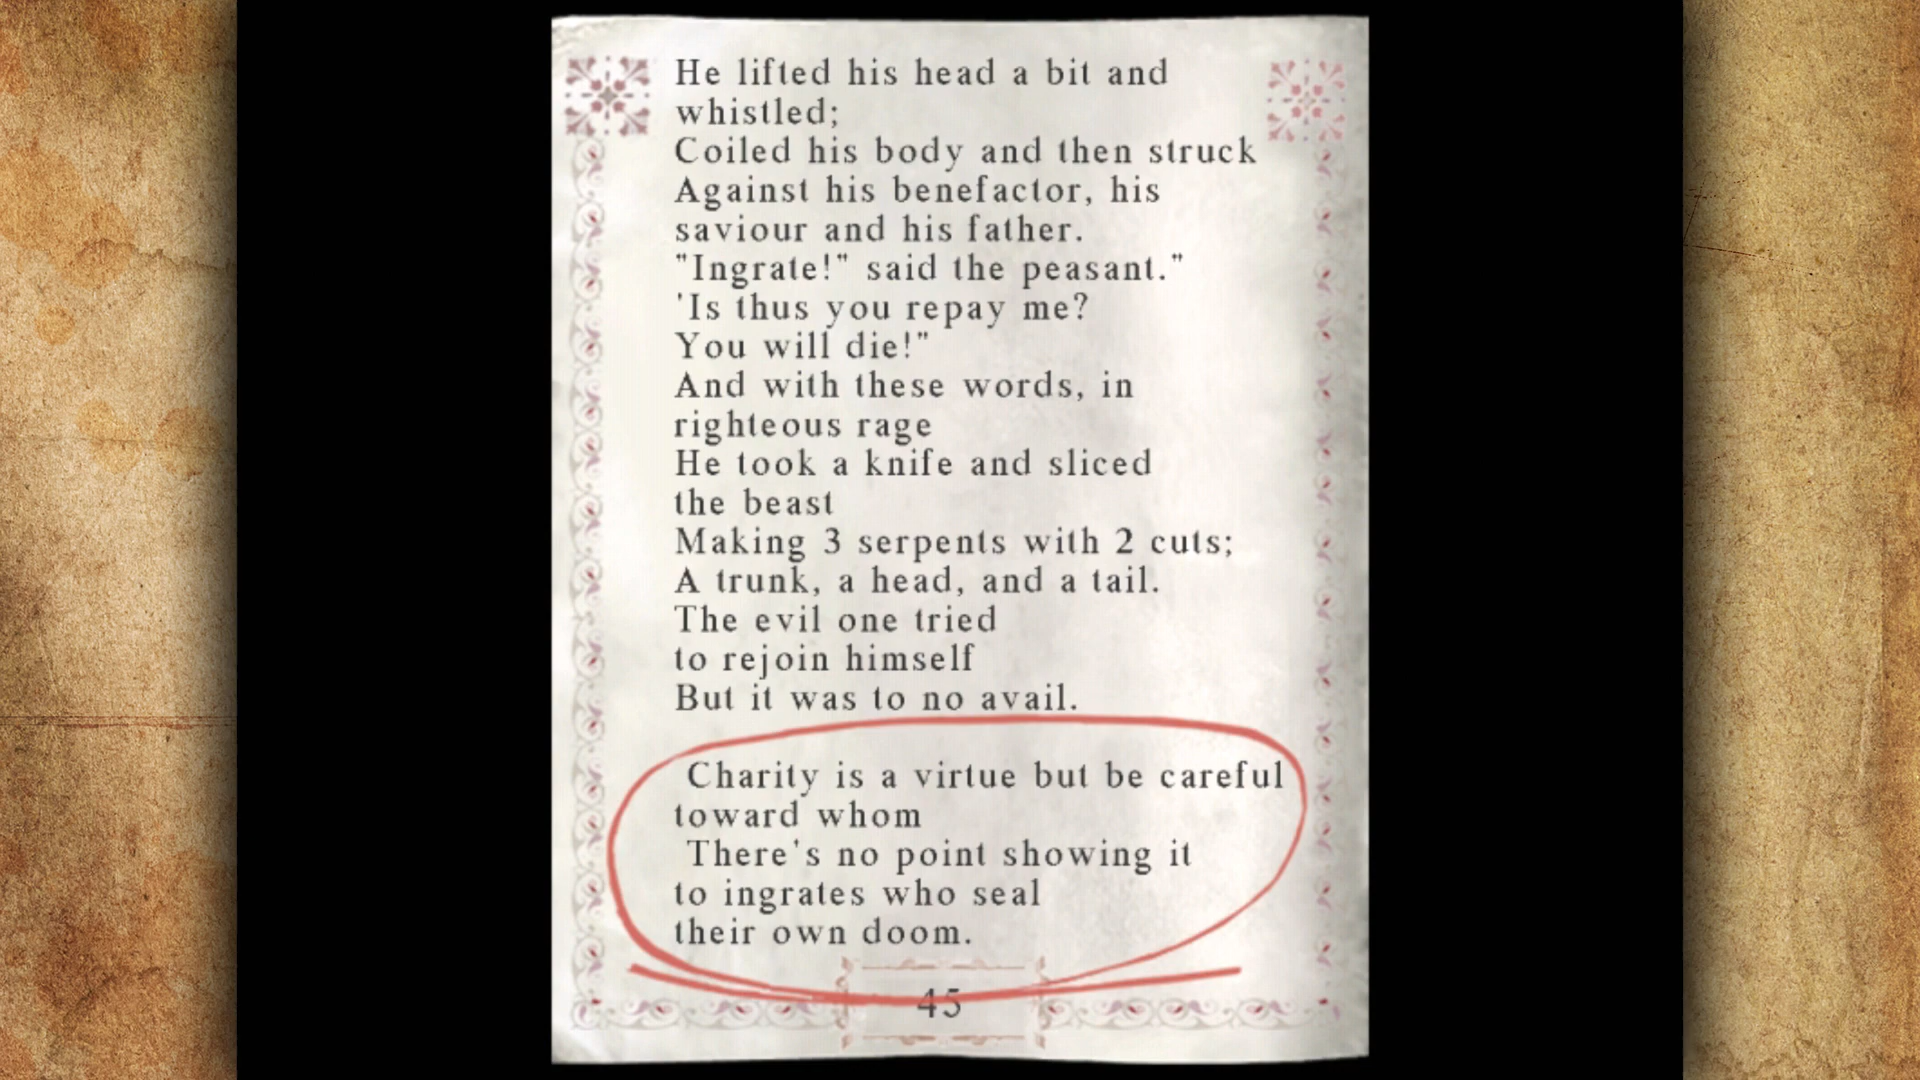 He lifted his head a bit and
whistled;
Coiled his body and then struck
Against his benefactor, his
saviour and his father.
"Ingrate!" said the peasant."
'Is thus you repay me?
You will die!"
And with these words, in
righteous rage
He took a knife and sliced
the beast
Making 3 serpents with 2 cuts;
A trunk, a head, and a tail.
The evil one tried
to rejoin himself
But it was to no avail.
Charity is a virtue but be careful
toward whom
There's no point showing it
to ingrates who seal
their own doom.
45